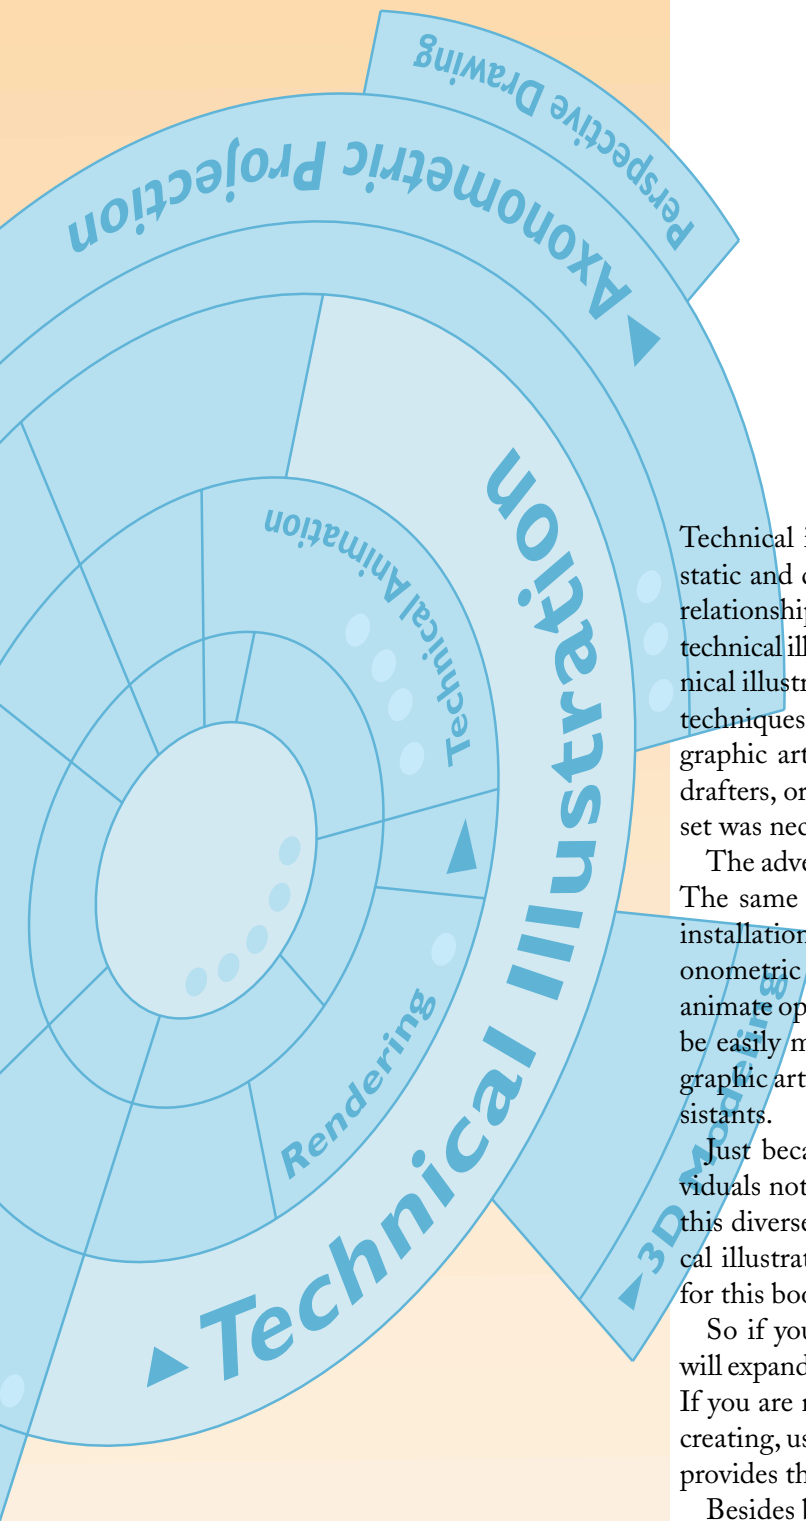 Perspective Drawing
Axonometric Projection
Technical Animation
Technical Illustration
Rendering
3D Modeling
Technical i
static and
relationship
technical ill
nical illustr
techniques
graphic art
drafters, or
set was nec
The adve
The same
installation
onometric
animate op
be easily m
graphic art
sistants.
Just beca
viduals not
this diverse
cal illustrat
for this boo
So if you
will expand
If you are
creating, us
provides th
Besides